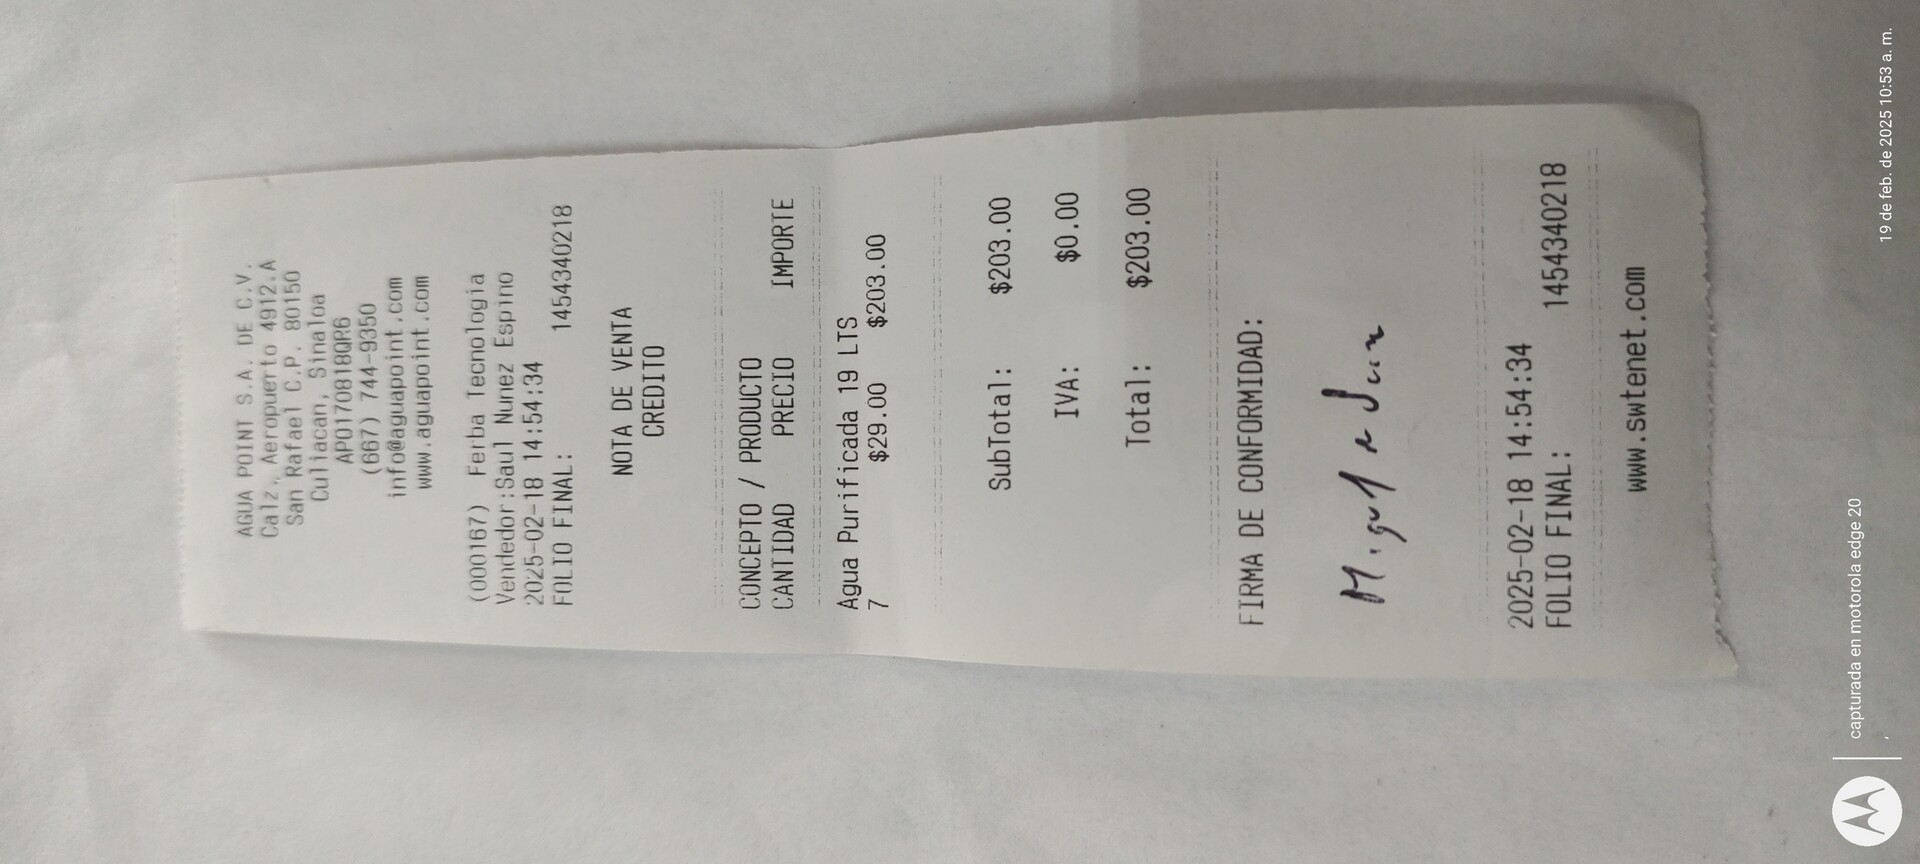 AGUA POINT S.A. DE C.V.
Calz. Aeropuerto 4912.A
San Rafael C.P. 80150
Culiacan, Sinaloa
APO170818QR6
(667) 744-9350
info@aguapoint.com
www.aguapoint.com
(000167) Ferba Tecnologia
Vendedor:Saul Nunez Espino
2025-02-18 14:54:34
FOLIO FINAL: 1454340218
NOTA DE VENTA
CREDITO
CONCEPTO / PRODUCTO
CANTIDAD PRECIO IMPORTE
Agua Purificada 19 LTS
7 $29.00 $203.00
SubTotal: $203.00
IVA: $0.00
Total: $203.00
FIRMA DE CONFORMIDAD:
Miguel
2025-02-18 14:54:34
FOLIO FINAL: 1454340218
www.swtenet.com
capturada en motorola edge 20
19 de feb. de 2025 10:53 a. m.